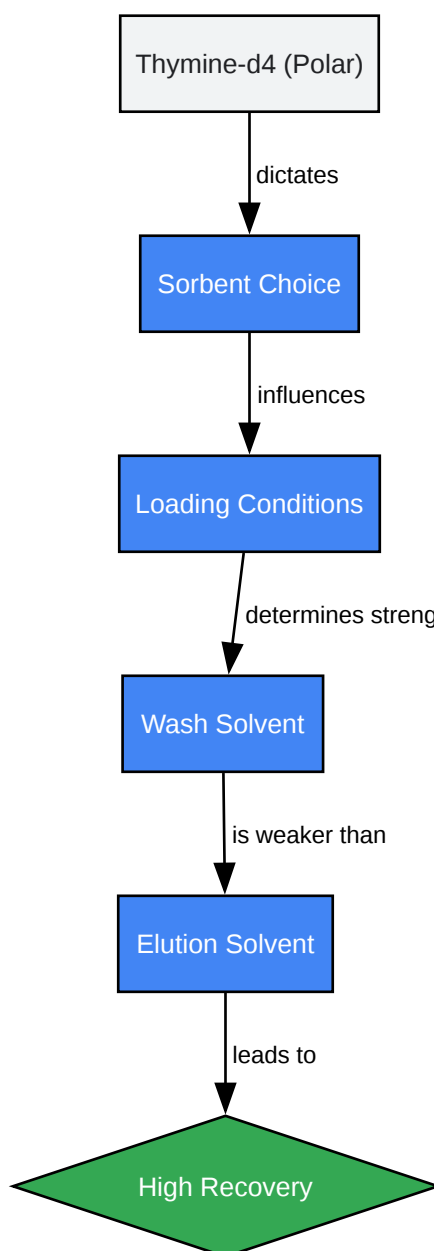 Thymine-d4 (Polar)
dictates
Sorbent Choice
influences
Loading Conditions
determines streng
Wash Solvent
is weaker than
Elution Solvent
leads to
High Recovery